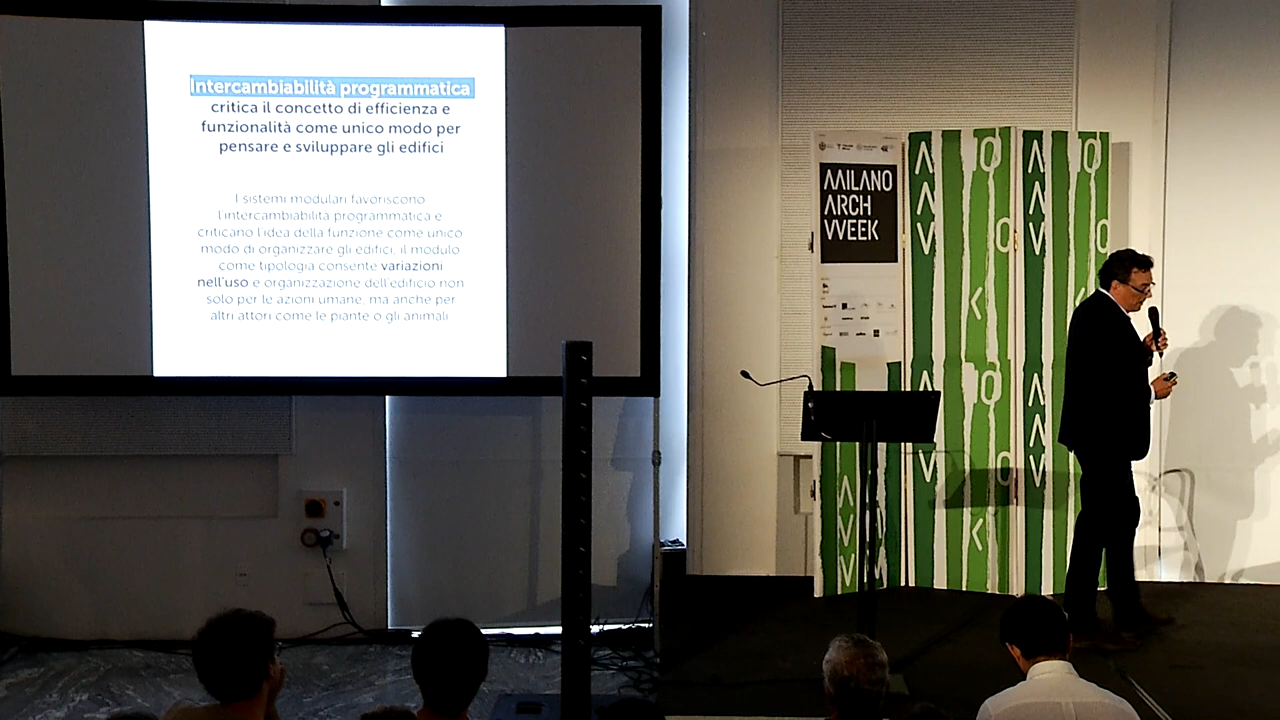 Intercambiabilità programmatica
critica il concetto di efficienza e
funzionalità come unico modo per
pensare e sviluppare gli edifici
I sistemi modulari favoriscono
l'intercambiabilità programmatica e
criticano l'idea della funzione come unico
modo di organizzare gli edifici, il modulo
come tipologia consente variazioni
nell'uso e organizzazione dell'edificio non
solo per le azioni umane, ma anche per
altri attori come le piante o gli animali
MILANO
ARCH
WEEK